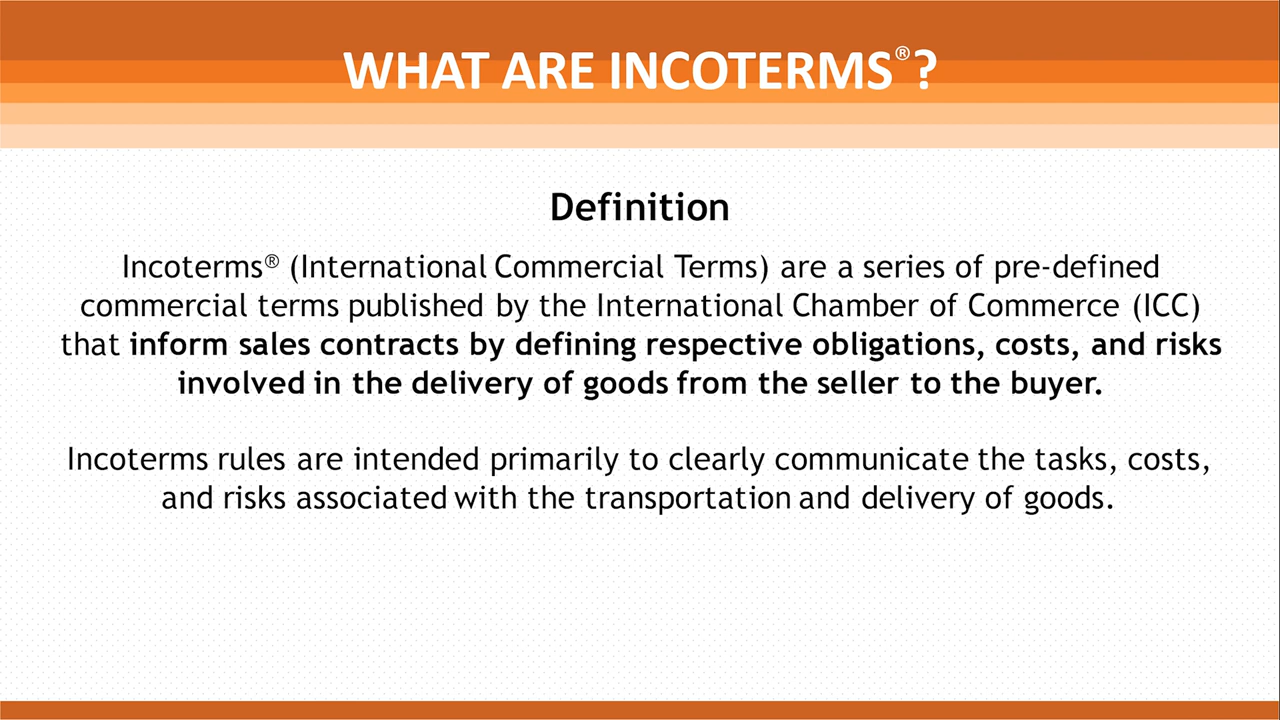 WHAT ARE INCOTERMS®?
Definition
Incoterms® (International Commercial Terms) are a series of pre-defined
commercial terms published by the International Chamber of Commerce (ICC)
that inform sales contracts by defining respective obligations, costs, and risks
involved in the delivery of goods from the seller to the buyer.
Incoterms rules are intended primarily to clearly communicate the tasks, costs,
and risks associated with the transportation and delivery of goods.